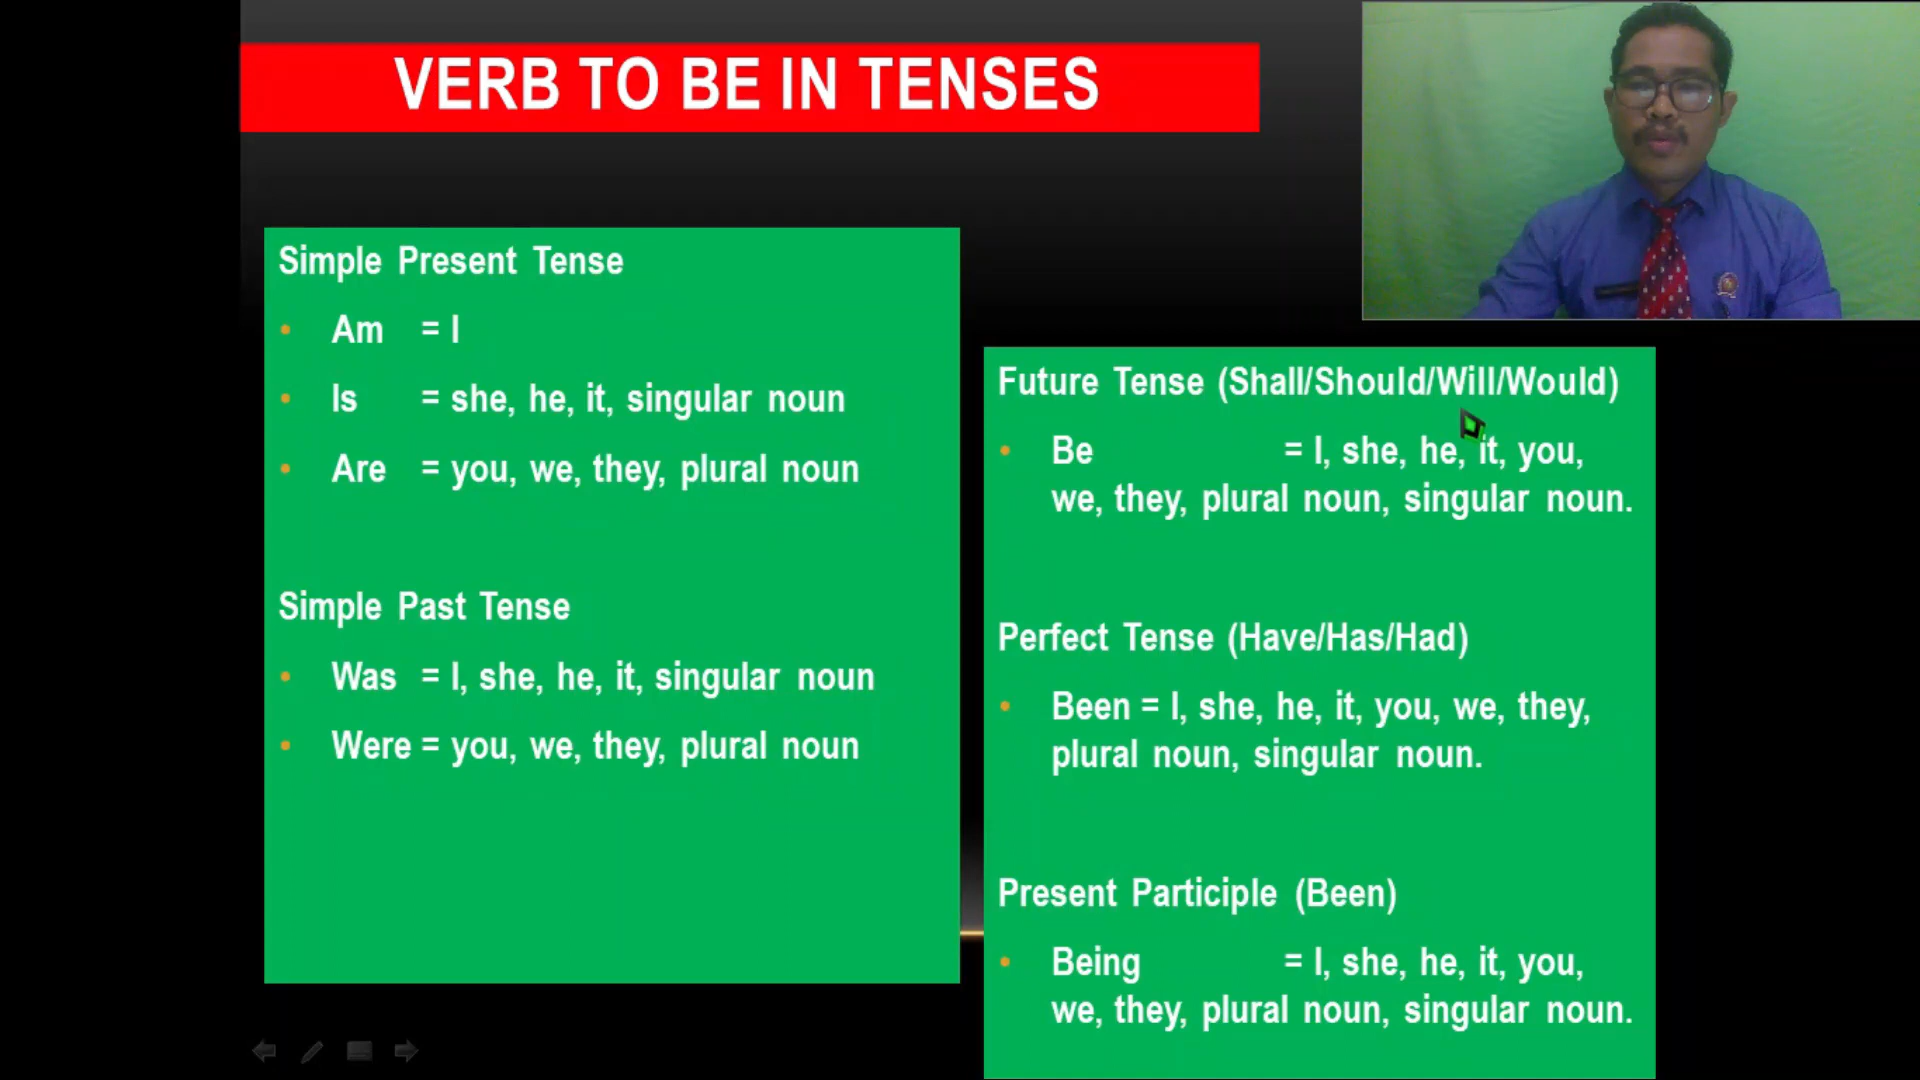 VERB TO BE IN TENSES
Simple Present Tense
• Am = I
• Is = she, he, it, singular noun
• Are = you, we, they, plural noun
Simple Past Tense
• Was = I, she, he, it, singular noun
• Were = you, we, they, plural noun
Future Tense (Shall/Should/Will/Would)
• Be = I, she, he, it, you,
we, they, plural noun, singular noun.
Perfect Tense (Have/Has/Had)
• Been = I, she, he, it, you, we, they,
plural noun, singular noun.
Present Participle (Been)
• Being = I, she, he, it, you,
we, they, plural noun, singular noun.